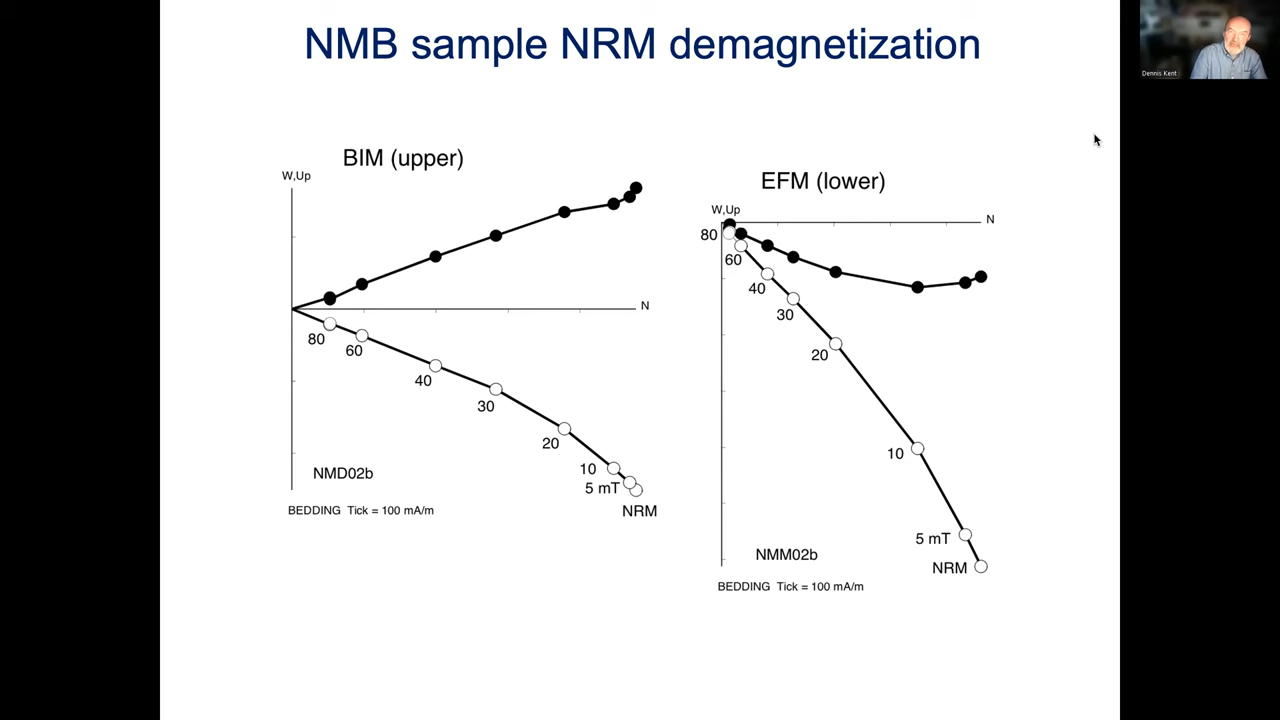 NMB sample NRM demagnetization
Dennis Kent
BIM (upper)
W,Up
N
80
60
40
30
20
10
5 mT
NRM
NMD02b
BEDDING Tick = 100 mA/m
EFM (lower)
W,Up
N
80
60
40
30
20
10
5 mT
NRM
NMM02b
BEDDING Tick = 100 mA/m